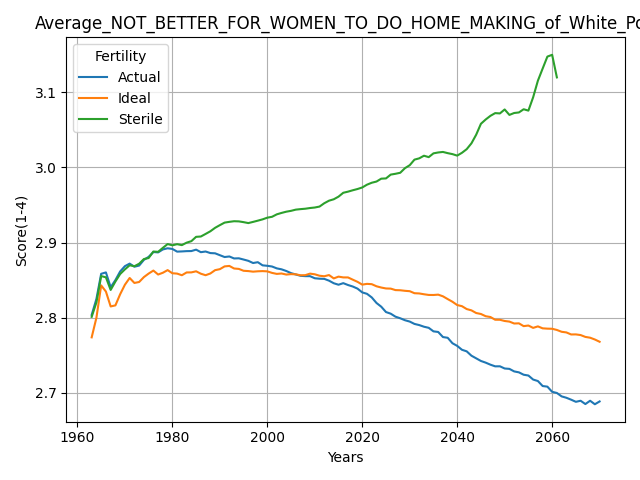 Average_NOT_BETTER_FOR_WOMEN_TO_DO_HOME_MAKING_of_White_Po
Fertility
Actual
Ideal
Sterile
Score(1-4)
3.1
3.0
2.9
2.8
2.7
1960 1980 2000 2020 2040 2060
Years